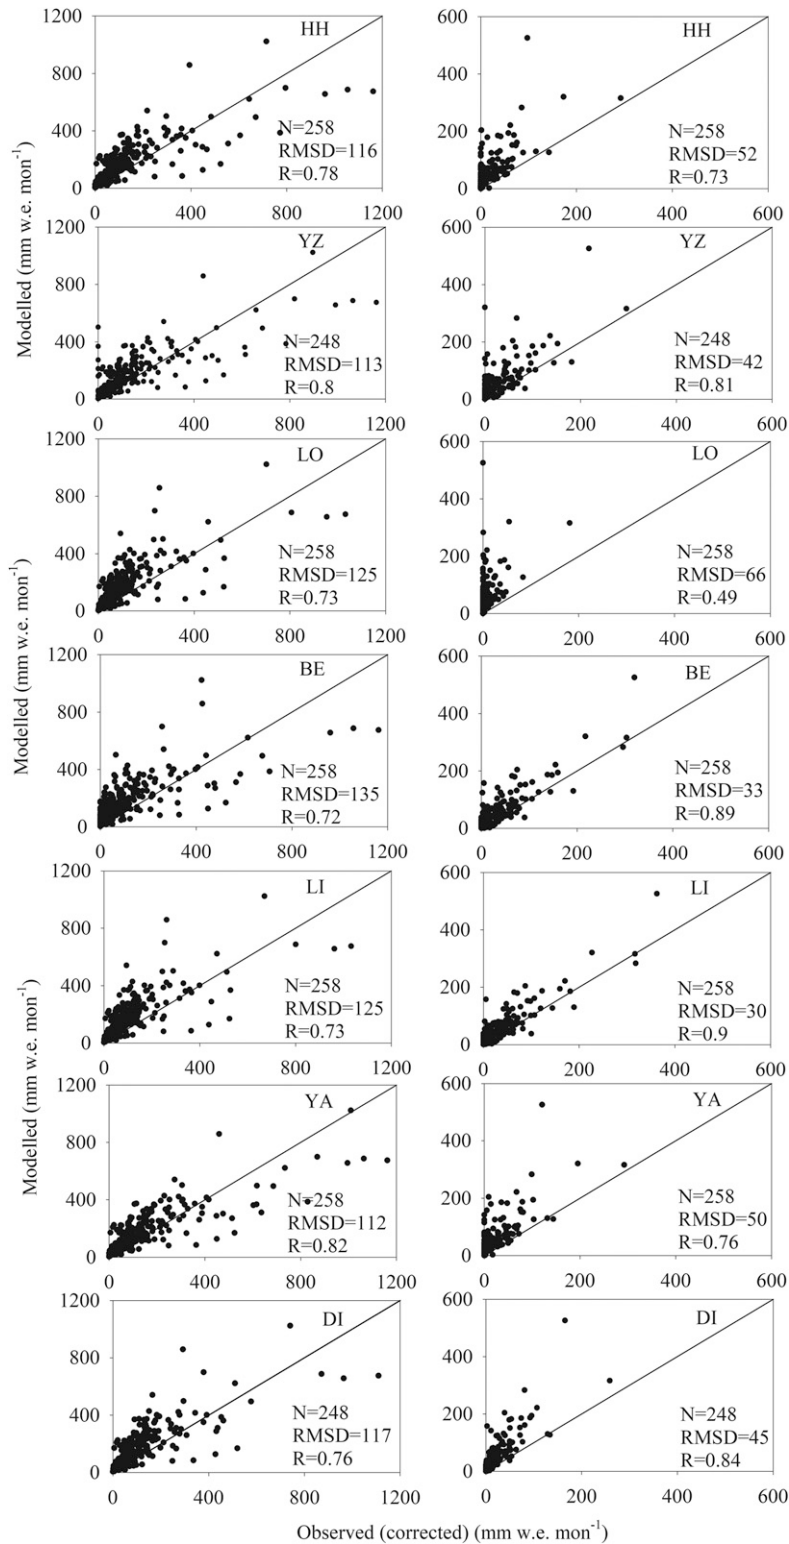 1200
HH
800
400
N=258
RMSD=116
R=0.78
0
0 400 800 1200
600
HH
400
200
N=258
RMSD=52
R=0.73
0
0 200 400 600
Modelled (mm w.e. mon⁻¹)
1200
YZ
800
400
N=248
RMSD=113
R=0.8
0
0 400 800 1200
600
YZ
400
200
N=248
RMSD=42
R=0.81
0
0 200 400 600
1200
LO
800
400
N=258
RMSD=125
R=0.73
0
0 400 800 1200
600
LO
400
200
N=258
RMSD=66
R=0.49
0
0 200 400 600
Modelled (mm w.e. mon⁻¹)
1200
BE
800
400
N=258
RMSD=135
R=0.72
0
0 400 800 1200
600
BE
400
200
N=258
RMSD=33
R=0.89
0
0 200 400 600
1200
LI
800
400
N=258
RMSD=125
R=0.73
0
0 400 800 1200
600
LI
400
200
N=258
RMSD=30
R=0.9
0
0 200 400 600
Modelled (mm w.e. mon⁻¹)
1200
YA
800
400
N=258
RMSD=112
R=0.82
0
0 400 800 1200
600
YA
400
200
N=258
RMSD=50
R=0.76
0
0 200 400 600
1200
DI
800
400
N=248
RMSD=117
R=0.76
0
0 400 800 1200
600
DI
400
200
N=248
RMSD=45
R=0.84
0
0 200 400 600
Observed (corrected) (mm w.e. mon⁻¹)